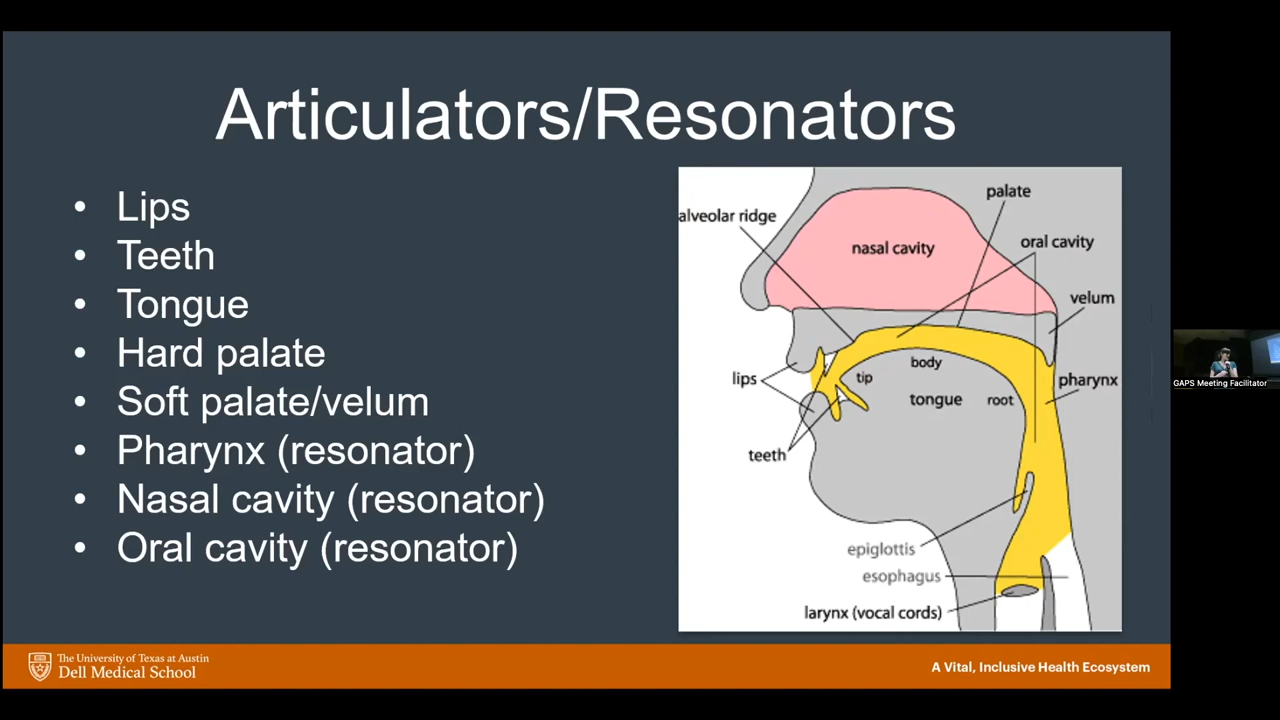 Articulators/Resonators
• Lips
• Teeth
• Tongue
• Hard palate
• Soft palate/velum
• Pharynx (resonator)
• Nasal cavity (resonator)
• Oral cavity (resonator)
palate
alveolar ridge
oral cavity
nasal cavity
velum
body
lips
tip
pharynx
tongue
root
teeth
epiglottis
esophagus
larynx (vocal cords)
GAPS Meeting Facilitator
The University of Texas at Austin
Dell Medical School
A Vital, Inclusive Health Ecosystem